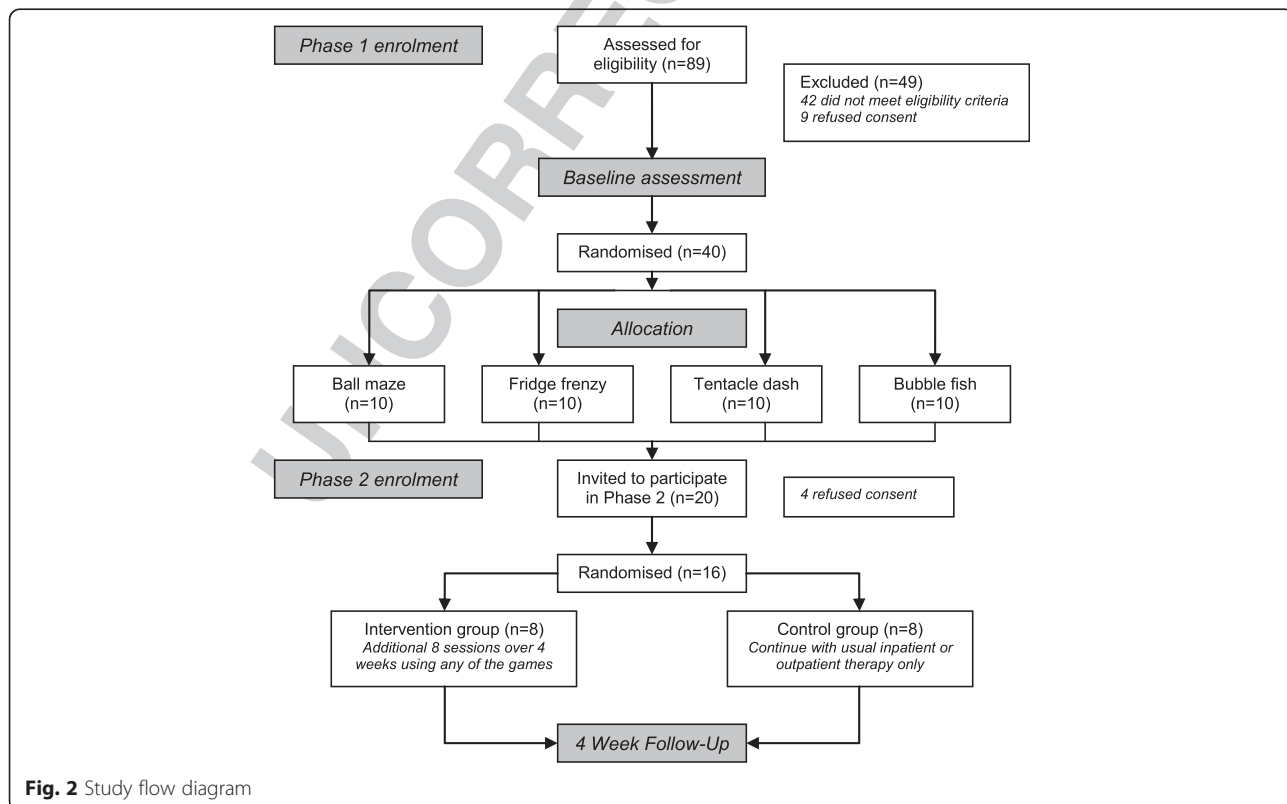 Phase 1 enrolment
Assessed for
eligibility (n=89)
Excluded (n=49)
42 did not meet eligibility criteria
9 refused consent
Baseline assessment
Randomised (n=40)
Allocation
Ball maze
(n=10)
Fridge frenzy
(n=10)
Tentacle dash
(n=10)
Bubble fish
(n=10)
Phase 2 enrolment
Invited to participate
in Phase 2 (n=20)
4 refused consent
Randomised (n=16)
Intervention group (n=8)
Additional 8 sessions over 4
weeks using any of the games
Control group (n=8)
Continue with usual inpatient or
outpatient therapy only
4 Week Follow-Up
Fig. 2 Study flow diagram